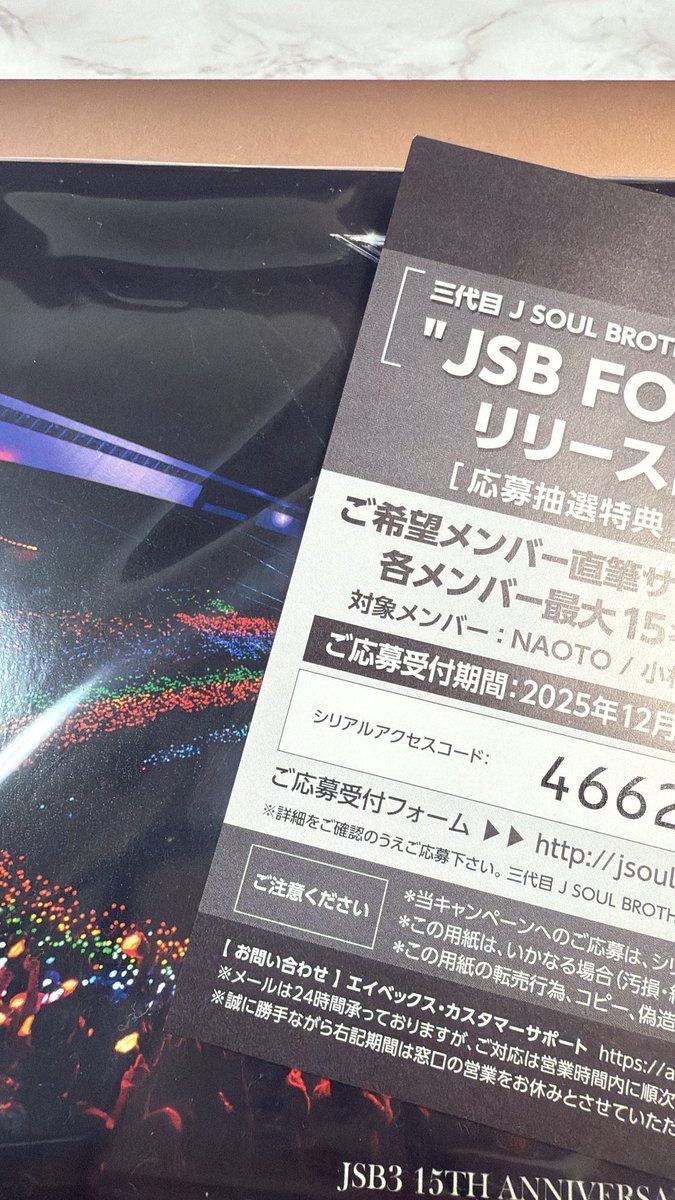 三代目 J SOUL BROTH
"JSB FO
リリース
[ 応募抽選特典
ご希望メンバー直筆サ
各メンバー最大15
対象メンバー：NAOTO / 小
ご応募受付期間：2025年12月
シリアルアクセスコード：
4662
ご応募受付フォーム ▶▶ http://jsoul
※詳細をご確認のうえご応募下さい。三代目 J SOUL BROTH
ご注意ください
＊当キャンペーンへのご応募は、シリ
＊この用紙は、いかなる場合（汚損・
＊この用紙の転売行為、コピー、偽造
【 お問い合わせ 】エイベックス・カスタマーサポート https://a
※メールは24時間承っておりますが、ご対応は営業時間内に順次
※誠に勝手ながら右記期間は窓口の営業をお休みとさせていただ
JSB3 15TH ANNIVERSA